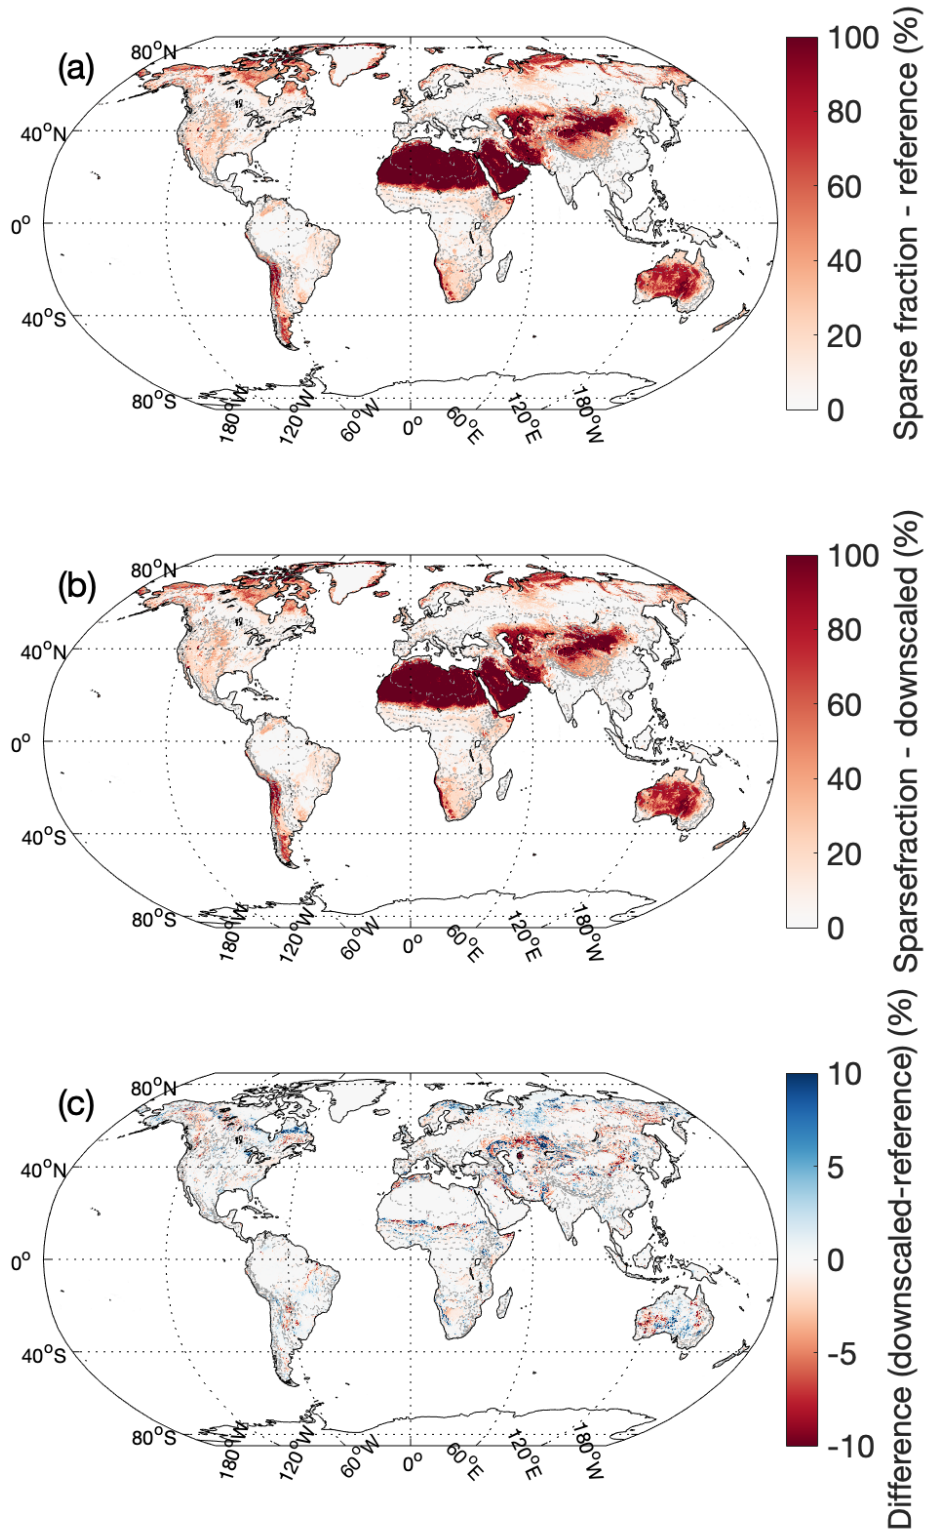 (a)
80°N
40°N
0°
40°S
80°S
180°W
120°W
60°W
0°
60°E
120°E
180°W
100
80
60
40
20
0
Sparse fraction - reference (%)
(b)
80°N
40°N
0°
40°S
80°S
180°W
120°W
60°W
0°
60°E
120°E
180°W
100
80
60
40
20
0
Sparsefraction - downscaled (%)
(c)
80°N
40°N
0°
40°S
80°S
180°W
120°W
60°W
0°
60°E
120°E
180°W
10
5
0
-5
-10
Difference (downscaled-reference) (%)